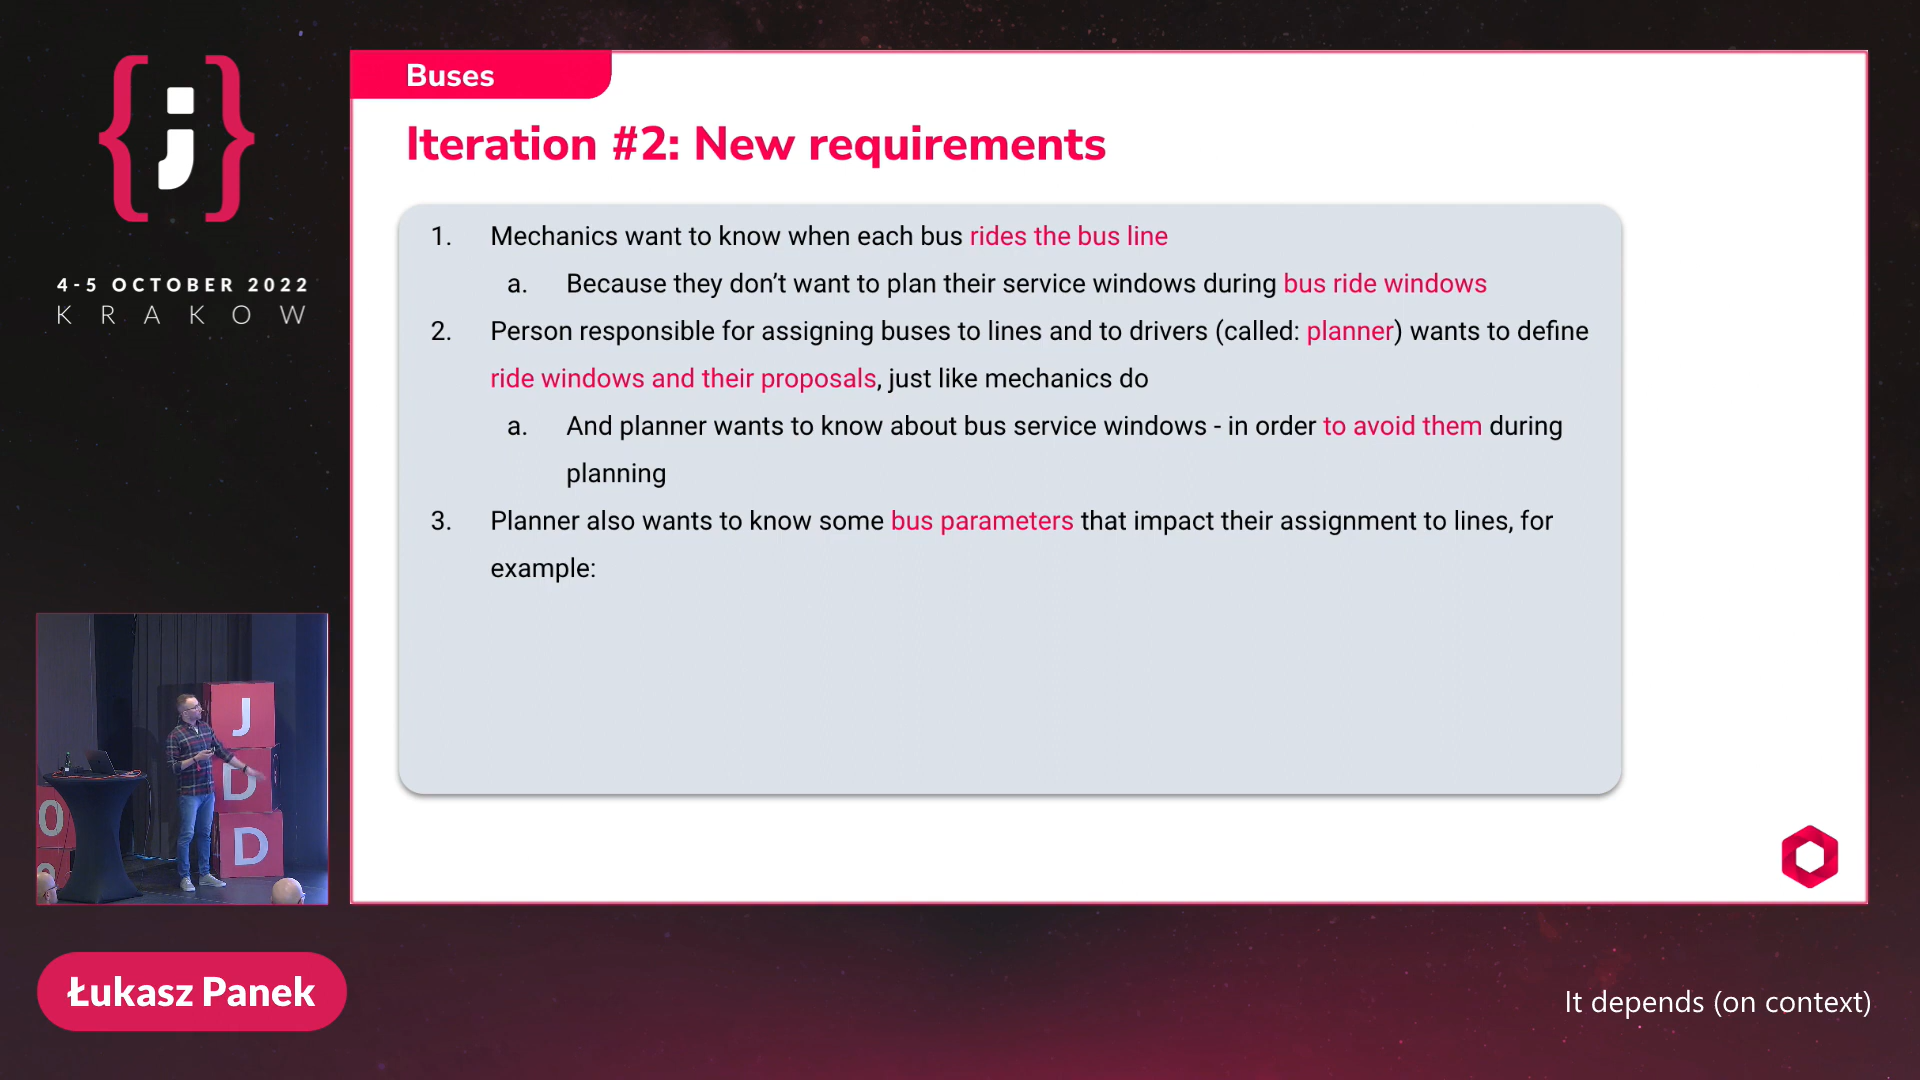 {j}
4-5 OCTOBER 2022
KRAKOW
Buses
Iteration #2: New requirements
1. Mechanics want to know when each bus rides the bus line
a. Because they don’t want to plan their service windows during bus ride windows
2. Person responsible for assigning buses to lines and to drivers (called: planner) wants to define
ride windows and their proposals, just like mechanics do
a. And planner wants to know about bus service windows - in order to avoid them during
planning
3. Planner also wants to know some bus parameters that impact their assignment to lines, for
example:
J
D
D
0
Łukasz Panek
It depends (on context)